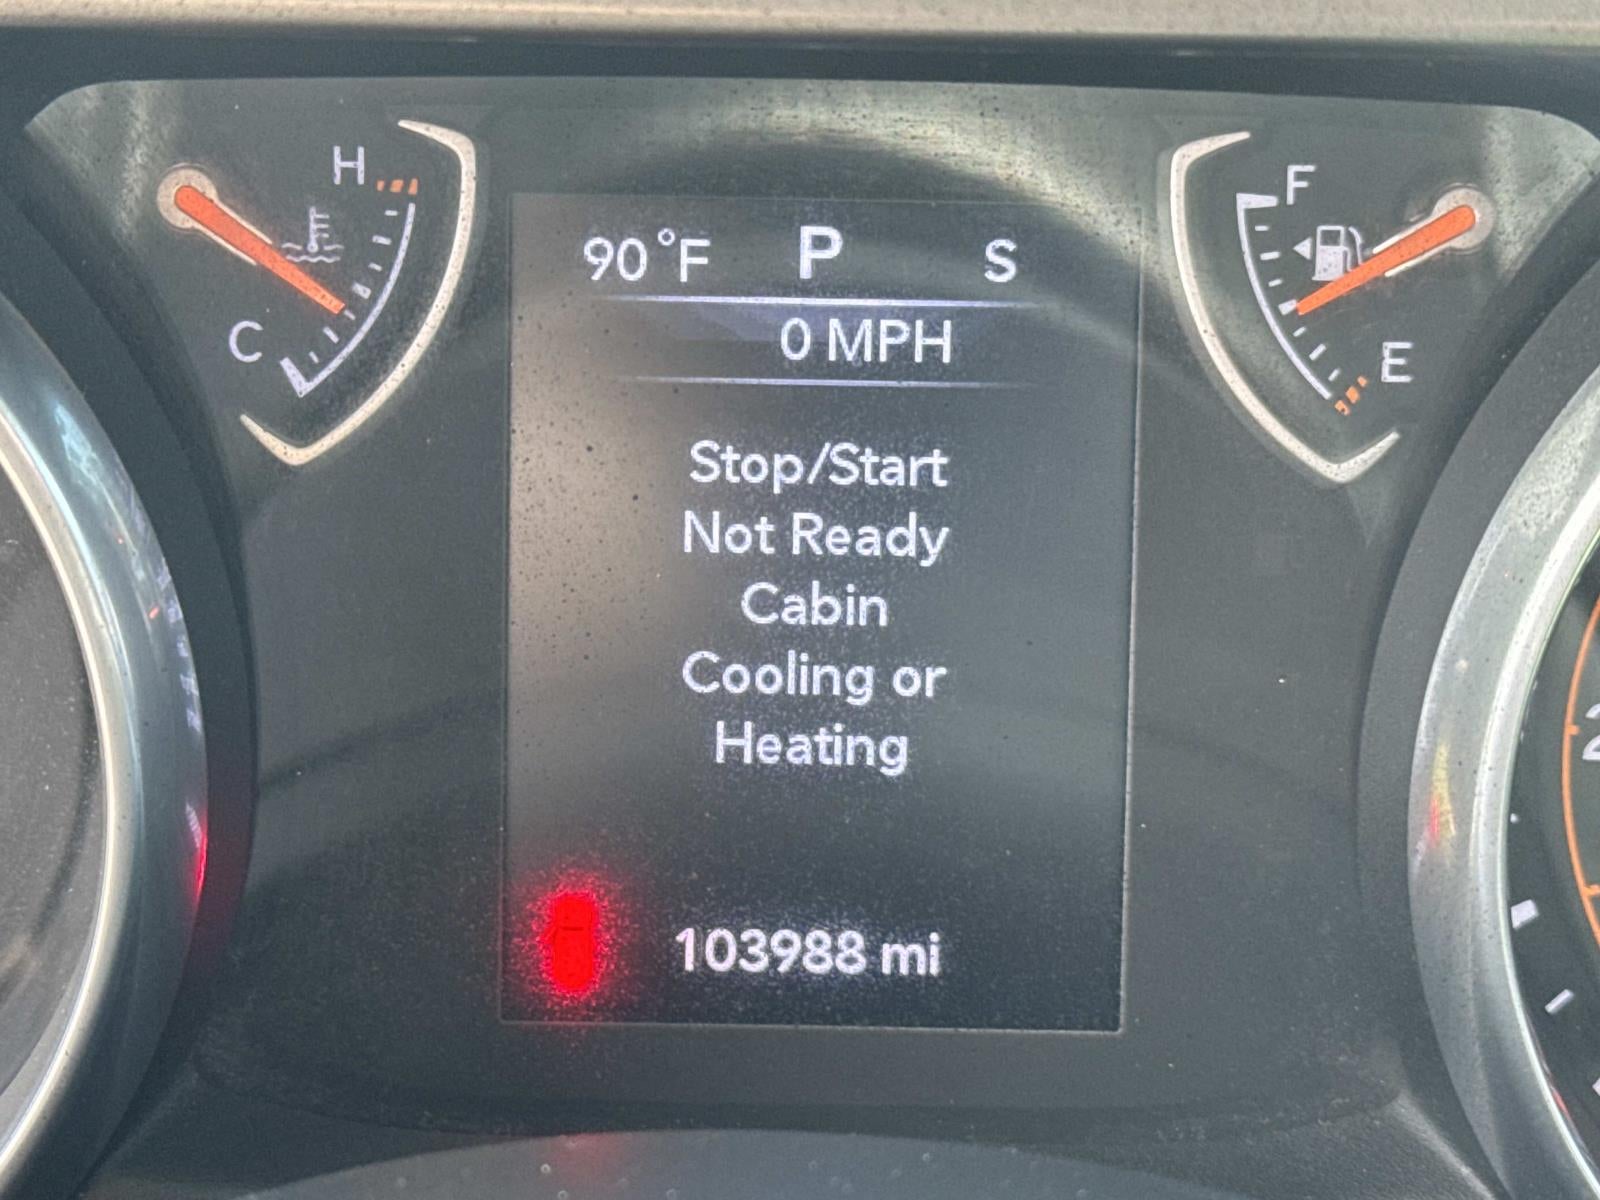 H
F
90°F P S
0 MPH
C
E
Stop/Start
Not Ready
Cabin
Cooling or
Heating
103988 mi